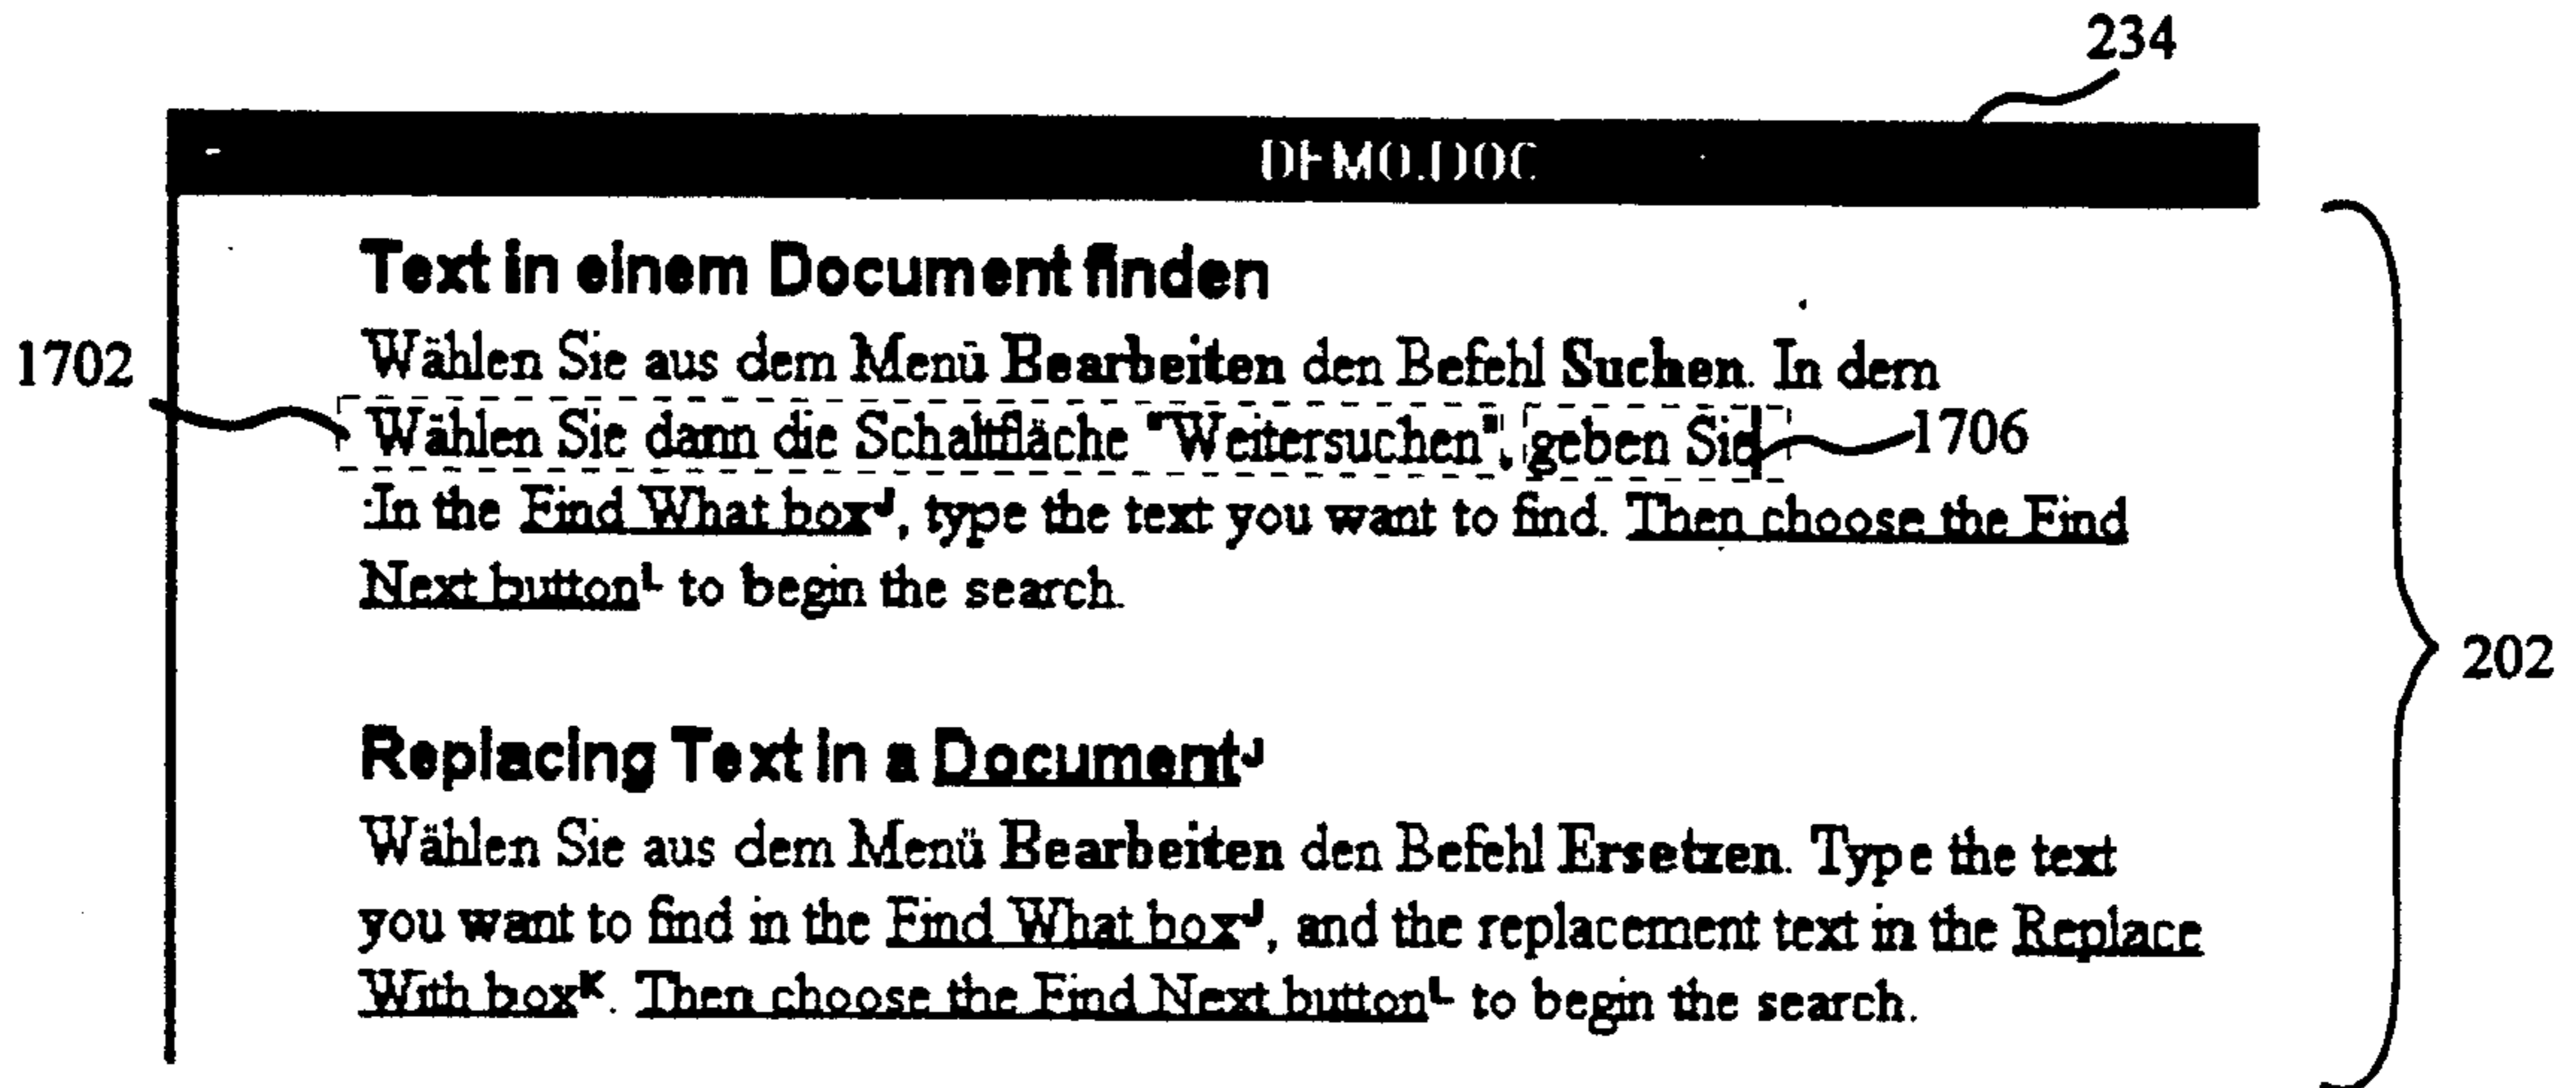 234
DEMO.DOC
Text in einem Document finden
Wählen Sie aus dem Menü Bearbeiten den Befehl Suchen. In dem
1702
Wählen Sie dann die Schaltfläche "Weitersuchen", geben Sie
1706
In the Find What box J, type the text you want to find. Then choose the Find
Next button L to begin the search.
202
Replacing Text in a Document J
Wählen Sie aus dem Menü Bearbeiten den Befehl Ersetzen. Type the text
you want to find in the Find What box J, and the replacement text in the Replace
With box K. Then choose the Find Next button L to begin the search.